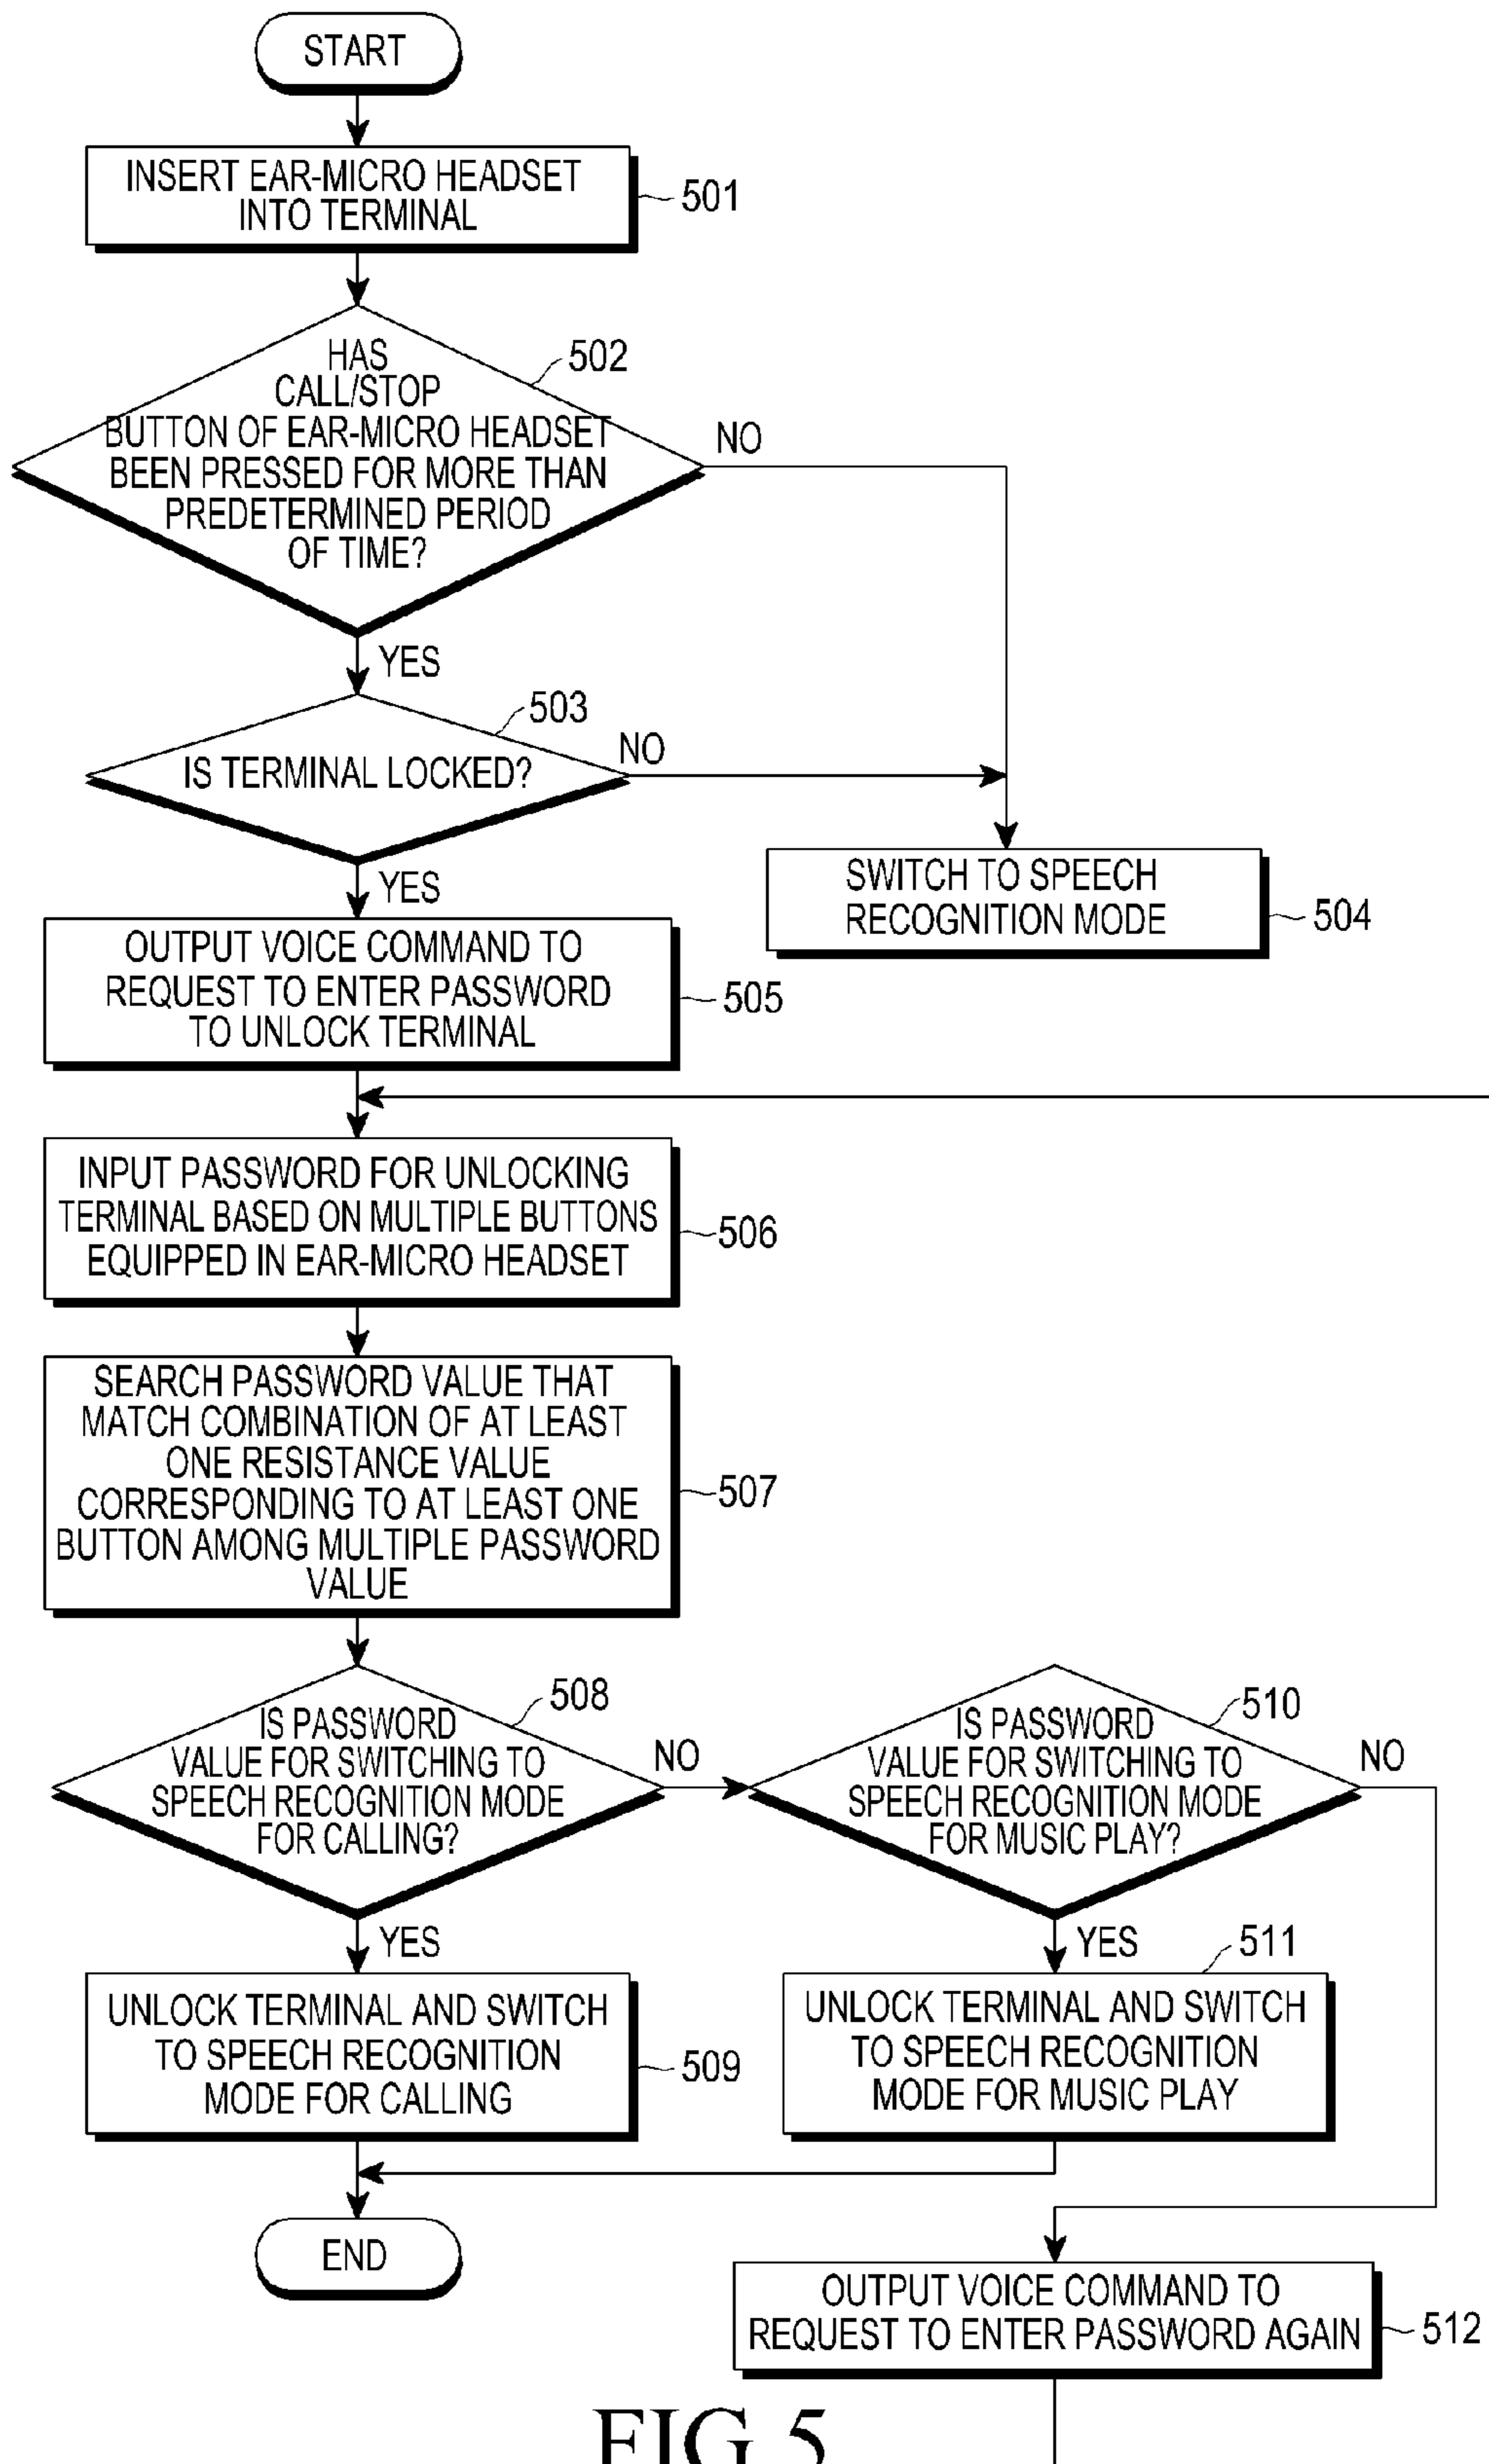 START
INSERT EAR-MICRO HEADSET
INTO TERMINAL
501
HAS
CALL/STOP
BUTTON OF EAR-MICRO HEADSET
BEEN PRESSED FOR MORE THAN
PREDETERMINED PERIOD
OF TIME?
502
NO
YES
IS TERMINAL LOCKED?
503
NO
YES
SWITCH TO SPEECH
RECOGNITION MODE
504
OUTPUT VOICE COMMAND TO
REQUEST TO ENTER PASSWORD
TO UNLOCK TERMINAL
505
INPUT PASSWORD FOR UNLOCKING
TERMINAL BASED ON MULTIPLE BUTTONS
EQUIPPED IN EAR-MICRO HEADSET
506
SEARCH PASSWORD VALUE THAT
MATCH COMBINATION OF AT LEAST
ONE RESISTANCE VALUE
CORRESPONDING TO AT LEAST ONE
BUTTON AMONG MULTIPLE PASSWORD
VALUE
507
IS PASSWORD
VALUE FOR SWITCHING TO
SPEECH RECOGNITION MODE
FOR CALLING?
508
NO
YES
IS PASSWORD
VALUE FOR SWITCHING TO
SPEECH RECOGNITION MODE
FOR MUSIC PLAY?
510
NO
YES
UNLOCK TERMINAL AND SWITCH
TO SPEECH RECOGNITION
MODE FOR CALLING
509
UNLOCK TERMINAL AND SWITCH
TO SPEECH RECOGNITION
MODE FOR MUSIC PLAY
511
END
OUTPUT VOICE COMMAND TO
REQUEST TO ENTER PASSWORD AGAIN
512
FIG.5